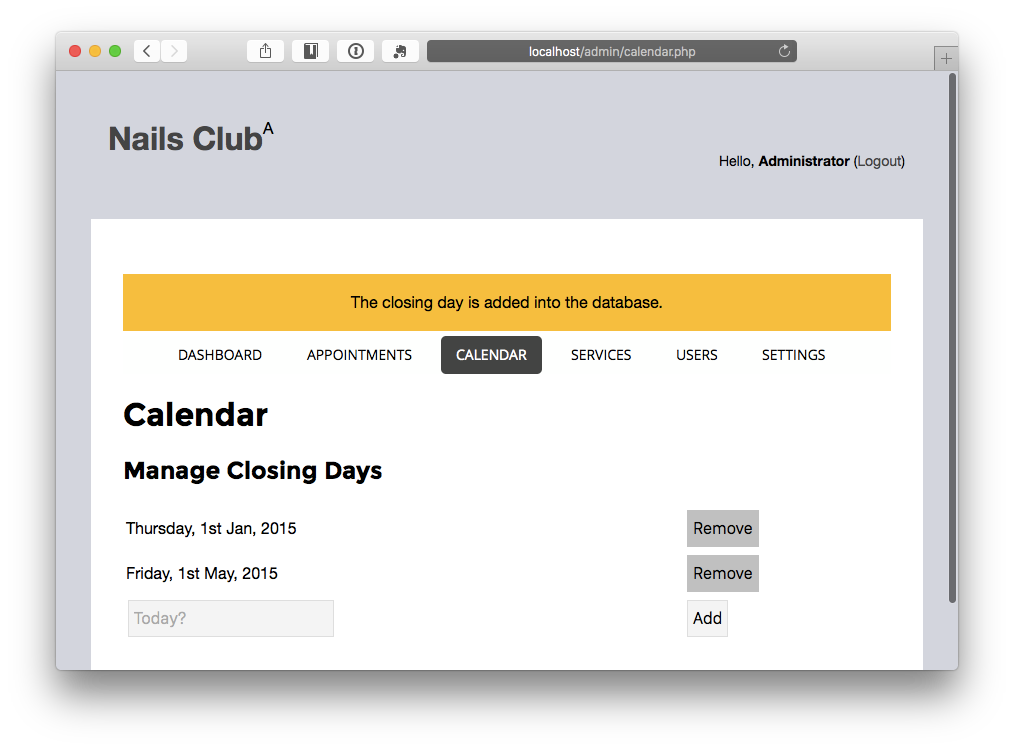 localhost/admin/calendar.php
Nails Club^A
Hello, Administrator (Logout)
The closing day is added into the database.
DASHBOARD APPOINTMENTS CALENDAR SERVICES USERS SETTINGS
Calendar
Manage Closing Days
Thursday, 1st Jan, 2015 Remove
Friday, 1st May, 2015 Remove
Today? Add